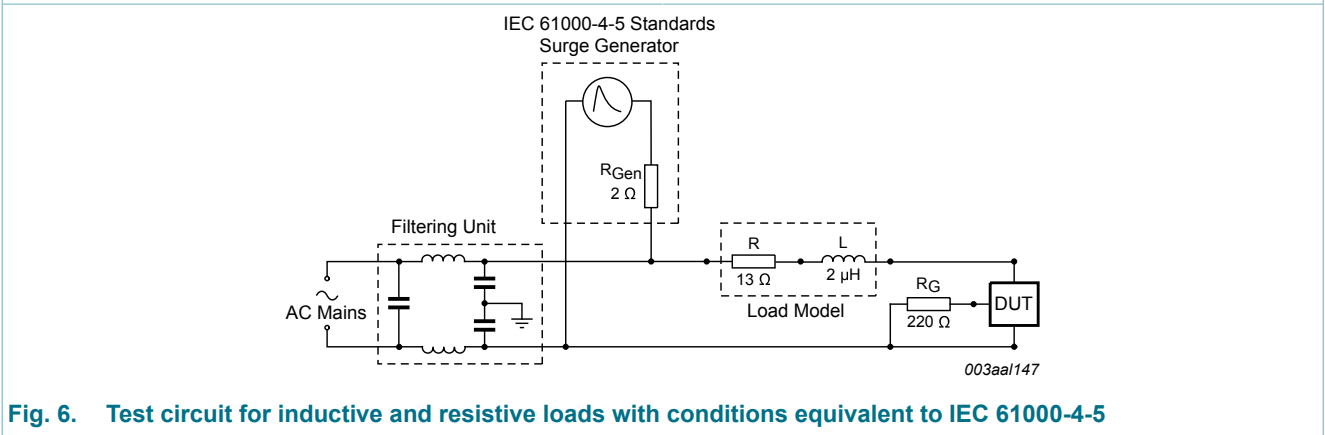 IEC 61000-4-5 Standards
Surge Generator
RGen
2 Ω
Filtering Unit
AC Mains
R
13 Ω
L
2 µH
Load Model
RG
220 Ω
DUT
003aal147
Fig. 6. Test circuit for inductive and resistive loads with conditions equivalent to IEC 61000-4-5